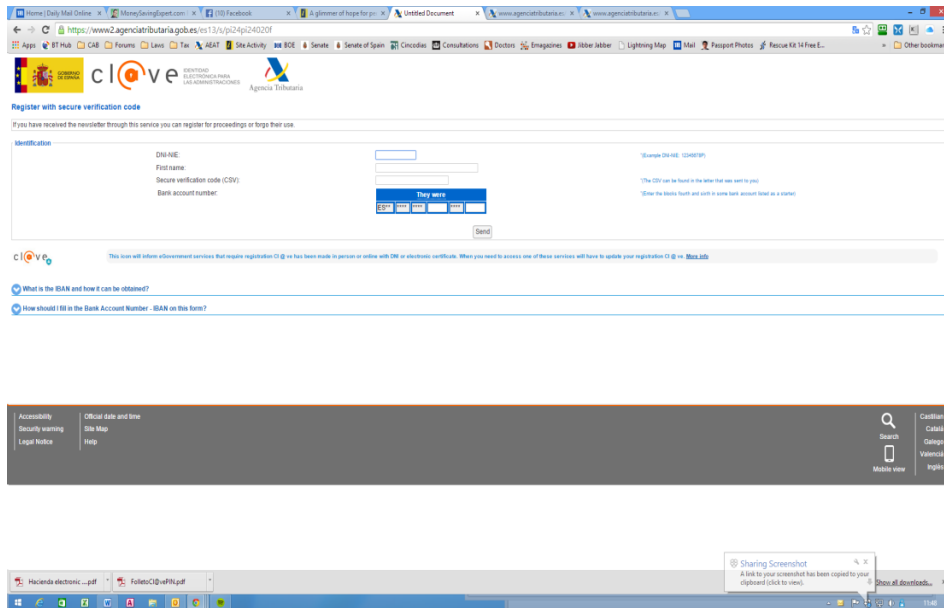 Home | Daily Mail Online
MoneySavingExpert.com
(10) Facebook
A glimmer of hope for
Untitled Document
www.agenciatributaria.es
www.agenciatributaria.es
https://www2.agenciatributaria.gob.es/es13/s/pi24pi24020f
Apps BT Hub CAB Forums Laws Tax AEAT Site Activity BOE Senate Senate of Spain Cincodias Consultations Doctors Emagazines Jibber Jabber Lightning Map Mail Passport Photos Rescue Kit 14 Free E... Other bookmar
GOBIERNO DE ESPAÑA
cl@ve
IDENTIDAD
ELECTRÓNICA PARA
LAS ADMINISTRACIONES
Agencia Tributaria
Register with secure verification code
If you have received the newsletter through this service you can register for proceedings or forgo their use.
Identification
DNI-NIE:
First name:
Secure verification code (CSV):
*(The CSV can be found in the letter that was sent to you)
Bank account number:
They were
*(Enter the blocks fourth and sixth in some bank account listed as a starter)
ES** **** **** ****
Send
cl@ve
This icon will inform eGovernment services that require registration Cl @ ve has been made in person or online with DNI or electronic certificate. When you need to access one of these services will have to update your registration Cl @ ve. More info
What is the IBAN and how it can be obtained?
How should I fill in the Bank Account Number - IBAN on this form?
Accessibility
Security warning
Legal Notice
Official date and time
Site Map
Help
Search
Mobile view
Castillan
Català
Galego
Valencià
Inglés
Sharing Screenshot
A link to your screenshot has been copied to your
clipboard (click to view).
Hacienda electronic ....pdf
FolletoCl@vePIN.pdf
Show all downloads...
11:48